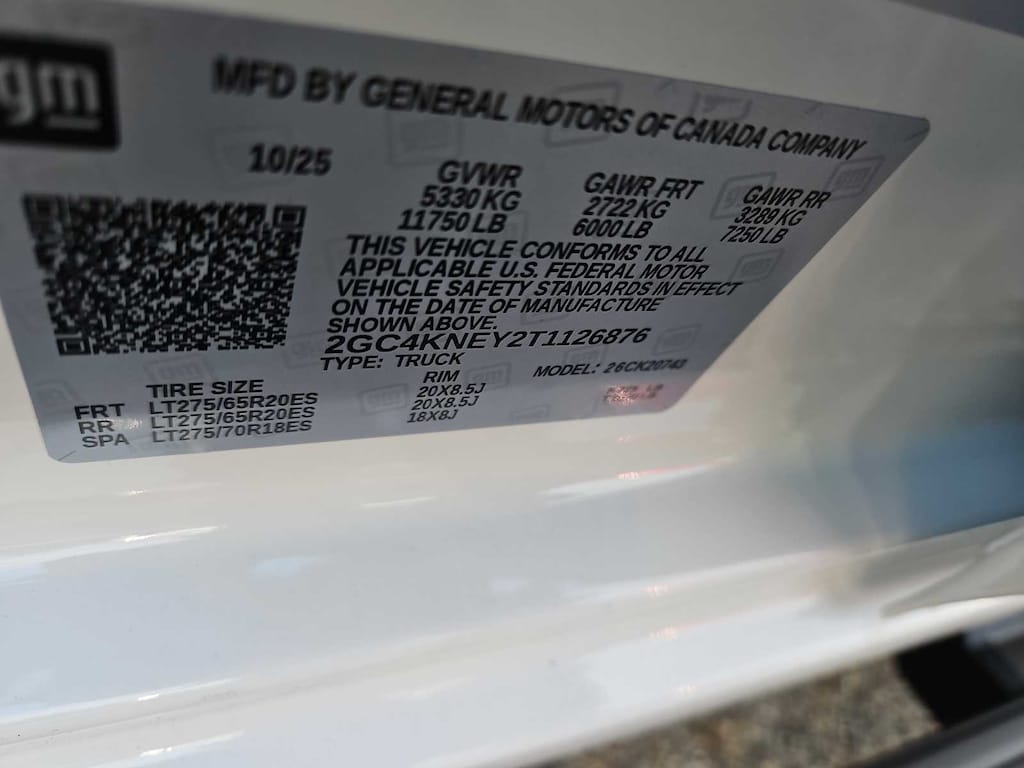 gm
MFD BY GENERAL MOTORS OF CANADA COMPANY
10/25 GVWR GAWR FRT GAWR RR
5330 KG 2722 KG 3289 KG
11750 LB 6000 LB 7250 LB
THIS VEHICLE CONFORMS TO ALL
APPLICABLE U.S. FEDERAL MOTOR
VEHICLE SAFETY STANDARDS IN EFFECT
ON THE DATE OF MANUFACTURE
SHOWN ABOVE.
2GC4KNEY2T1126876
TYPE: TRUCK MODEL: 26CK20743
TIRE SIZE RIM
FRT LT275/65R20ES 20X8.5J
RR LT275/65R20ES 20X8.5J
SPA LT275/70R18ES 18X8J